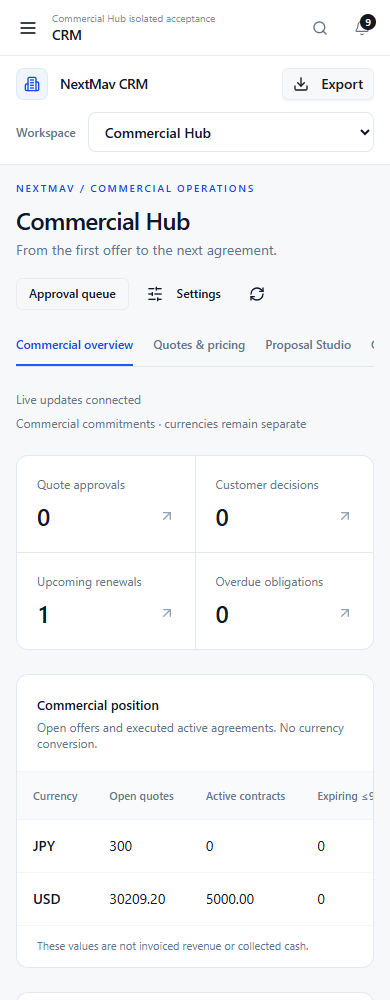 Commercial Hub isolated acceptance
CRM
9
NextMav CRM
Export
Workspace
Commercial Hub
NEXTMAV / COMMERCIAL OPERATIONS
Commercial Hub
From the first offer to the next agreement.
Approval queue
Settings
Commercial overview
Quotes & pricing
Proposal Studio
Live updates connected
Commercial commitments · currencies remain separate
Quote approvals
0
Customer decisions
0
Upcoming renewals
1
Overdue obligations
0
Commercial position
Open offers and executed active agreements. No currency
conversion.
Currency Open quotes Active contracts Expiring ≤9
JPY 300 0 0
USD 30209.20 5000.00 0
These values are not invoiced revenue or collected cash.